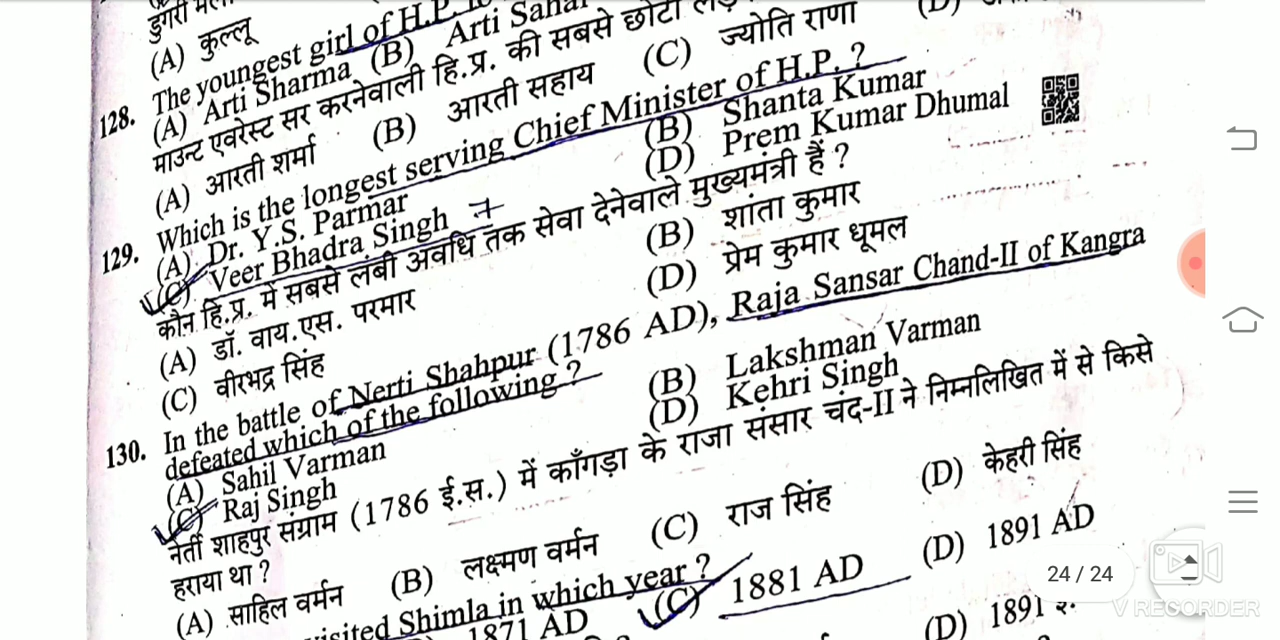 डुगरी
(A) कुल्लू
128. The youngest girl of H.P.
(A) Arti Sharma (B) Arti Sahai
माउन्ट एवरेस्ट सर करनेवाली हि.प्र. की सबसे छोटी
(A) आरती शर्मा (B) आरती सहाय (C) ज्योति राणा (D)
129. Which is the longest serving Chief Minister of H.P. ?
(A) Dr. Y.S. Parmar (B) Shanta Kumar
(C) Veer Bhadra Singh 7 (D) Prem Kumar Dhumal
कौन हि.प्र. में सबसे लंबी अवधि तक सेवा देनेवाले मुख्यमंत्री हैं ?
(A) डॉ. वाय.एस. परमार (B) शांता कुमार
(C) वीरभद्र सिंह (D) प्रेम कुमार धूमल
130. In the battle of Nerti Shahpur (1786 AD), Raja Sansar Chand-II of Kangra
defeated which of the following ?
(A) Sahil Varman (B) Lakshman Varman
(C) Raj Singh (D) Kehri Singh
नेर्ती शाहपुर संग्राम (1786 ई.स.) में काँगड़ा के राजा संसार चंद-II ने निम्नलिखित में से किसे
हराया था ?
(A) साहिल वर्मन (B) लक्ष्मण वर्मन (C) राज सिंह (D) केहरी सिंह
visited Shimla in which year ?
1871 AD (C) 1881 AD (D) 1891 AD
(D) 1891
24 / 24
V RECORDER